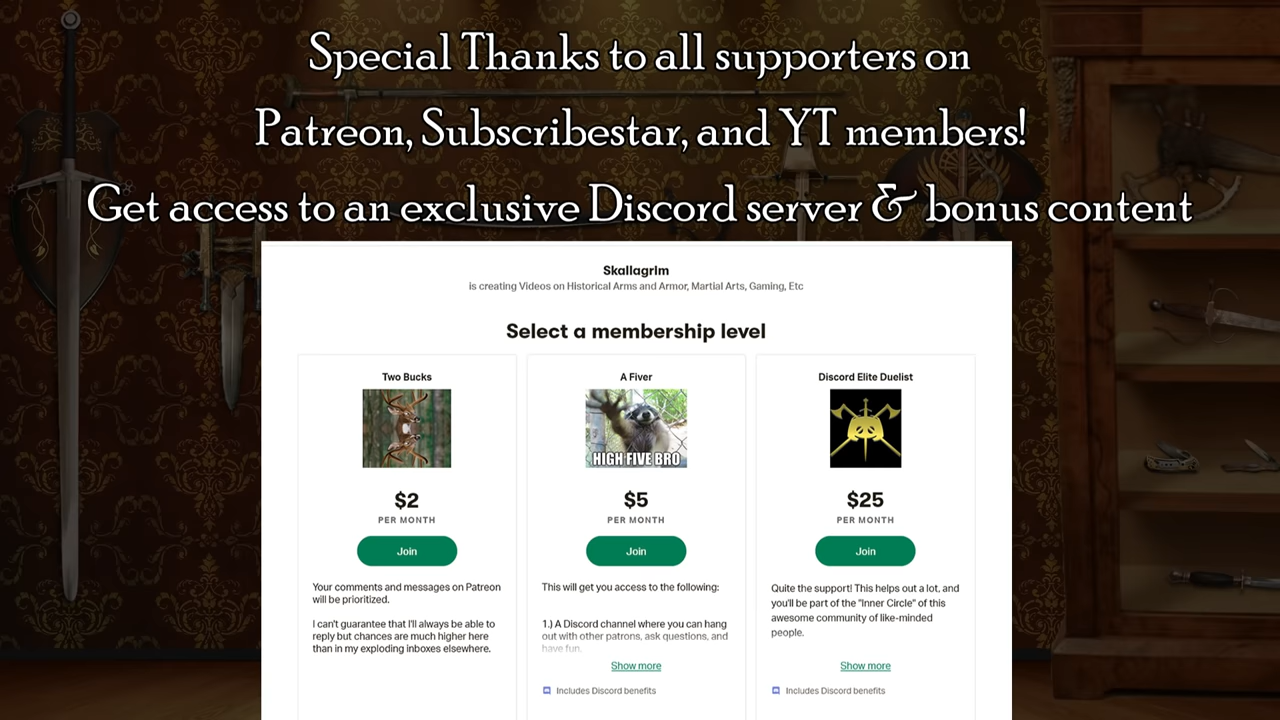 Special Thanks to all supporters on
Patreon, Subscribestar, and YT members!
Get access to an exclusive Discord server & bonus content
Skallagrim
is creating Videos on Historical Arms and Armor, Martial Arts, Gaming, Etc
Select a membership level
Two Bucks
$2
PER MONTH
Join
Your comments and messages on Patreon
will be prioritized.
I can't guarantee that I'll always be able to
reply but chances are much higher here
than in my exploding inboxes elsewhere.
A Fiver
HIGH FIVE BRO
$5
PER MONTH
Join
This will get you access to the following:
1.) A Discord channel where you can hang
out with other patrons, ask questions, and
have fun.
Show more
Includes Discord benefits
Discord Elite Duelist
$25
PER MONTH
Join
Quite the support! This helps out a lot, and
you'll be part of the "Inner Circle" of this
awesome community of like-minded
people.
Show more
Includes Discord benefits